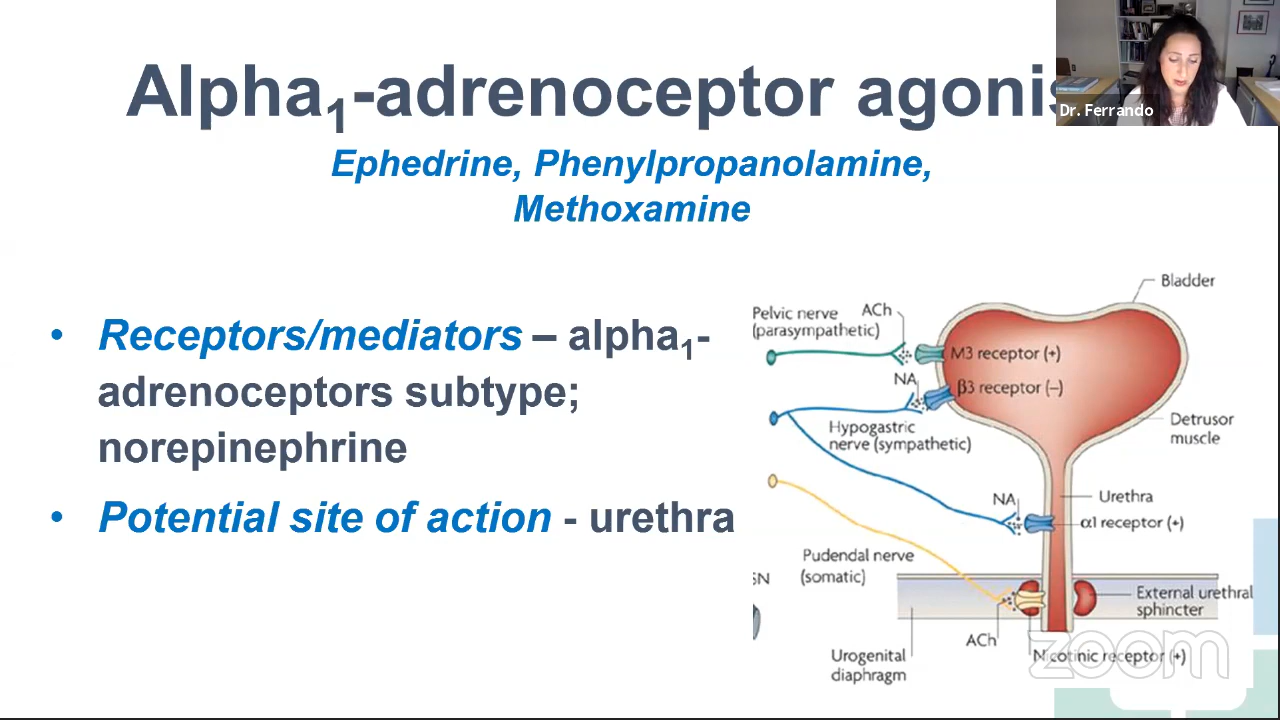 Alpha1-adrenoceptor agonis
Dr. Ferrando
Ephedrine, Phenylpropanolamine,
Methoxamine
• Receptors/mediators – alpha1-
adrenoceptors subtype;
norepinephrine
• Potential site of action - urethra
Bladder
Pelvic nerve
(parasympathetic)
ACh
M3 receptor (+)
NA
β3 receptor (–)
Hypogastric
nerve (sympathetic)
Detrusor
muscle
Urethra
NA
α1 receptor (+)
Pudendal nerve
(somatic)
SN
External urethral
sphincter
ACh
Nicotinic receptor (+)
Urogenital
diaphragm
zoom